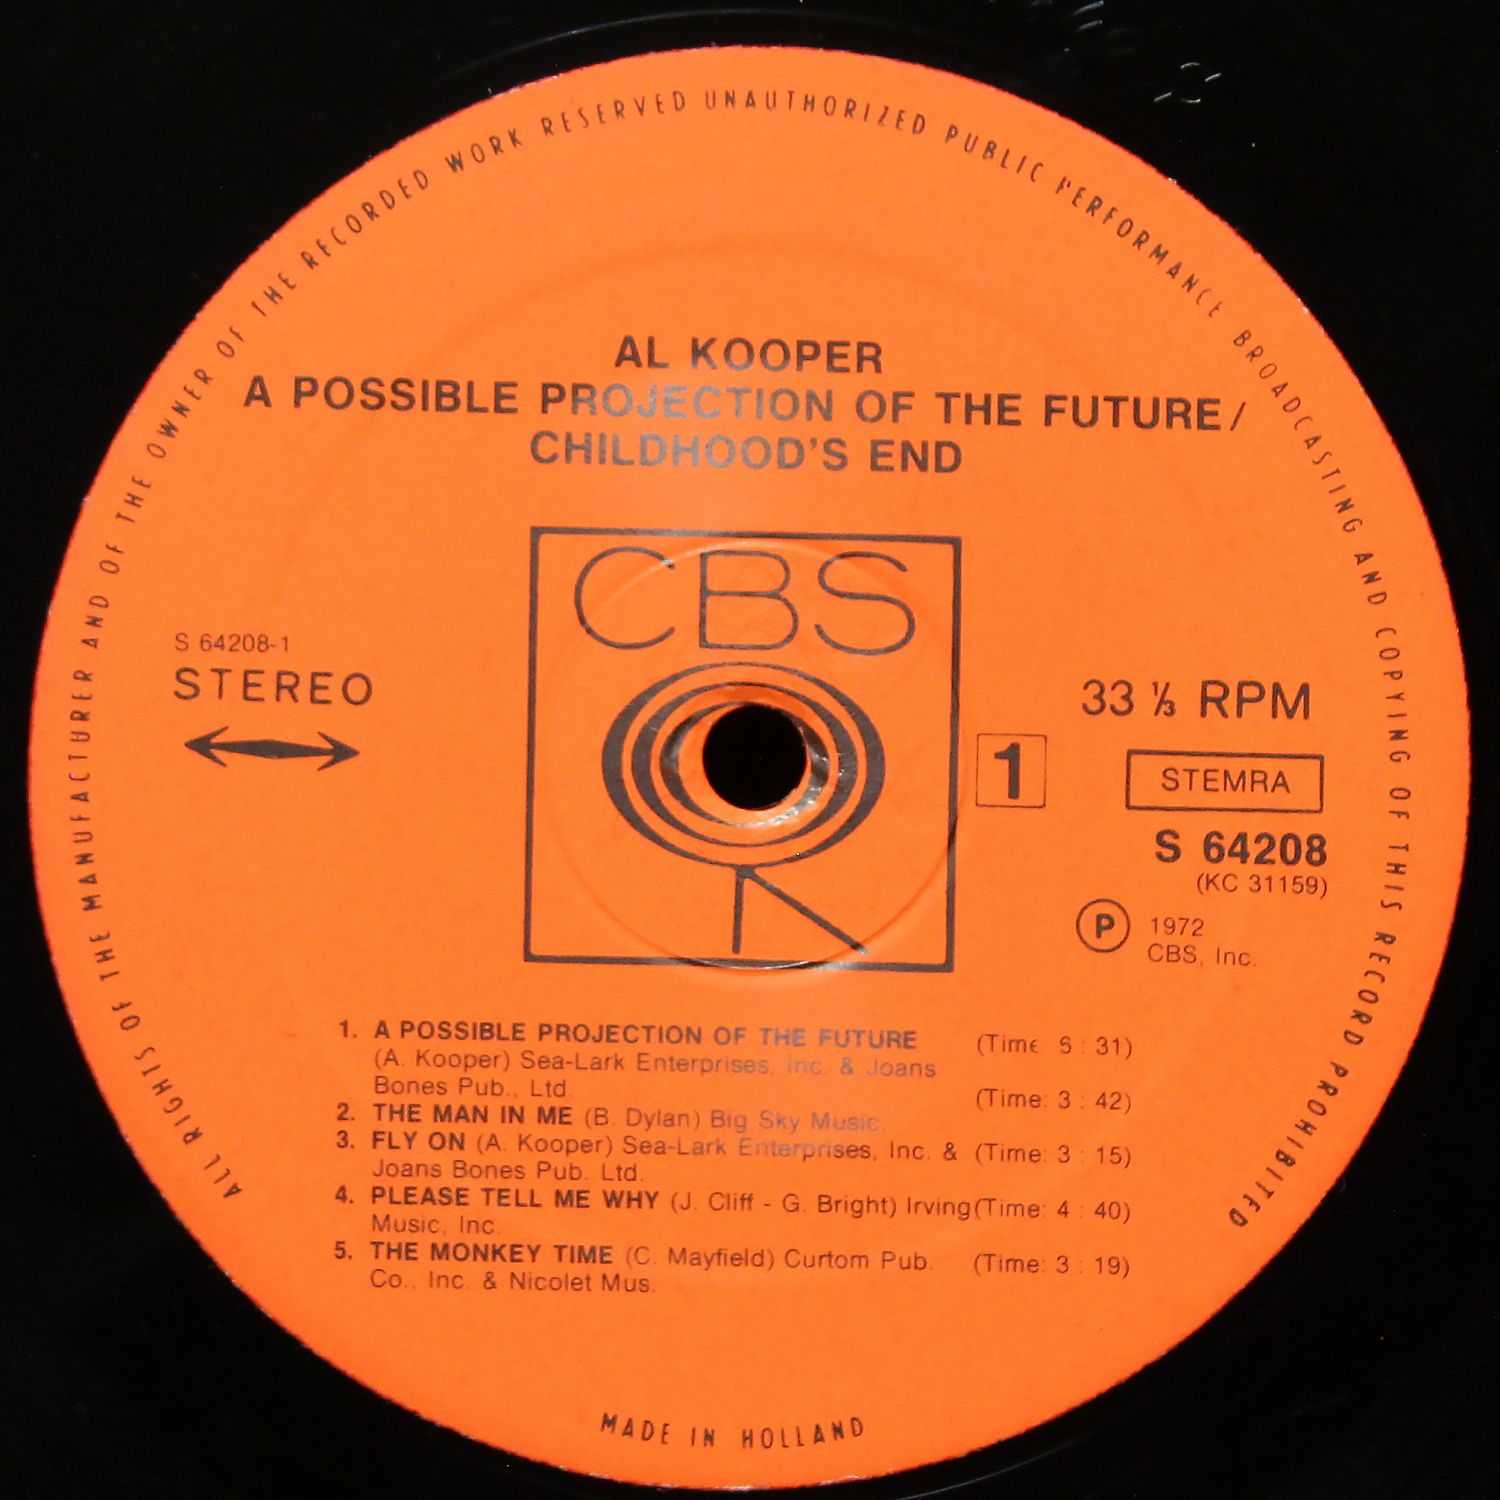 ALL RIGHTS OF THE MANUFACTURER AND OF THE OWNER OF THE RECORDED WORK RESERVED UNAUTHORIZED PUBLIC PERFORMANCE BROADCASTING AND COPYING OF THIS RECORD PROHIBITED
AL KOOPER
A POSSIBLE PROJECTION OF THE FUTURE/
CHILDHOOD'S END
CBS
S 64208-1
STEREO
33 ⅓ RPM
1
STEMRA
S 64208
(KC 31159)
Ⓟ 1972
CBS, Inc.
1. A POSSIBLE PROJECTION OF THE FUTURE (Time 6 : 31)
(A. Kooper) Sea-Lark Enterprises, Inc. & Joans
Bones Pub., Ltd. (Time: 3 : 42)
2. THE MAN IN ME (B. Dylan) Big Sky Music.
3. FLY ON (A. Kooper) Sea-Lark Enterprises, Inc. & (Time: 3 : 15)
Joans Bones Pub. Ltd.
4. PLEASE TELL ME WHY (J. Cliff - G. Bright) Irving (Time: 4 : 40)
Music, Inc.
5. THE MONKEY TIME (C. Mayfield) Curtom Pub. (Time: 3 : 19)
Co., Inc. & Nicolet Mus.
MADE IN HOLLAND